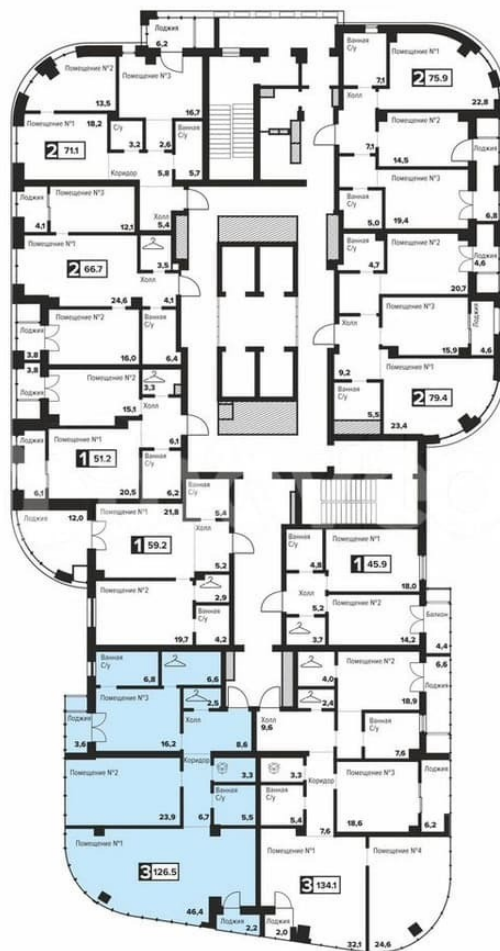 Лоджия
6,2
Помещение №2
13,5
Помещение №3
16,7
Помещение №1
18,2
2 71.1
С/у
3,2
2,6
Ванная
С/у
5,7
Коридор
5,8
Холл
5,4
Лоджия
4,1
Помещение №3
12,1
Помещение №1
2 66.7
24,6
3,5
Холл
4,1
Лоджия
3,8
Помещение №2
16,0
Ванная
С/у
6,4
3,8
Лоджия
Помещение №2
15,1
3,3
Холл
6,1
Лоджия
6,1
Помещение №1
1 51.2
20,5
Ванная
С/у
6,2
Лоджия
12,0
Помещение №1
21,8
1 59.2
Ванная
С/у
5,4
Холл
5,2
2,9
Помещение №2
19,7
Ванная
С/у
4,2
Ванная
С/у
7,1
Помещение №1
2 75.9
22,8
Холл
7,1
Помещение №2
14,5
Лоджия
6,8
Помещение №3
19,4
Ванная
С/у
5,0
Ванная
С/у
4,7
Помещение №2
20,7
Лоджия
4,6
Холл
9,2
Помещение №3
15,9
Лоджия
4,6
Помещение №1
2 79.4
23,4
Ванная
С/у
5,5
Ванная
С/у
4,8
Помещение №1
1 45.9
18,0
Холл
5,2
3,7
Помещение №2
14,2
Балкон
4,4
Ванная
С/у
6,8
6,6
2,5
Помещение №3
16,2
Лоджия
3,6
Холл
8,6
Помещение №2
23,9
Коридор
6,7
3,3
Ванная
С/у
5,5
Помещение №1
3 126.5
46,4
Лоджия
2,2
4,0
2,4
Холл
9,6
Помещение №2
18,9
6,6
Лоджия
Ванная
С/у
7,6
3,3
Коридор
7,6
Ванная
С/у
5,4
Помещение №3
18,6
Лоджия
6,2
Помещение №1
3 134.1
32,1
Помещение №4
24,6
Лоджия
2,0